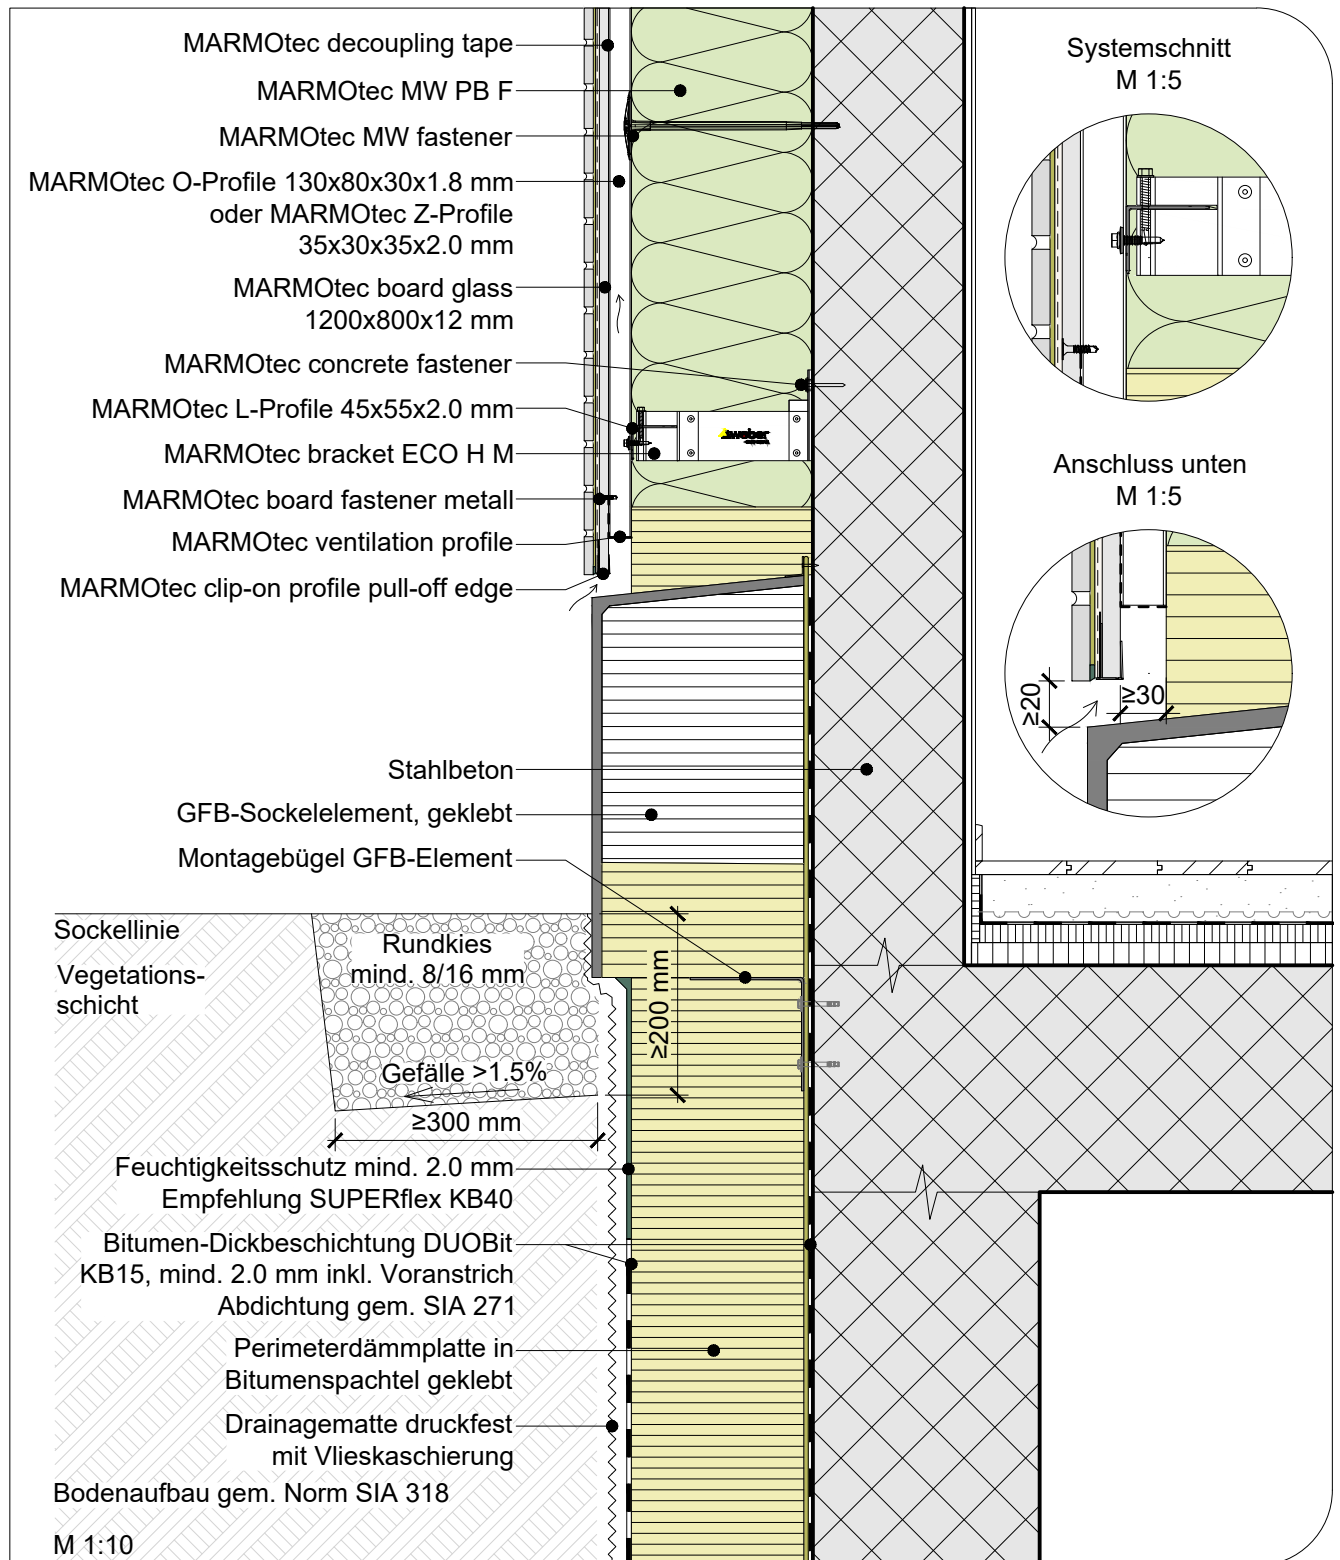 MARMOtec decoupling tape
MARMOtec MW PB F
MARMOtec MW fastener
MARMOtec O-Profile 130x80x30x1.8 mm
oder MARMOtec Z-Profile
35x30x35x2.0 mm
MARMOtec board glass
1200x800x12 mm
MARMOtec concrete fastener
MARMOtec L-Profile 45x55x2.0 mm
MARMOtec bracket ECO H M
MARMOtec board fastener metall
MARMOtec ventilation profile
MARMOtec clip-on profile pull-off edge
weber
Systemschnitt
M 1:5
Anschluss unten
M 1:5
≥20
≥30
Stahlbeton
GFB-Sockelelement, geklebt
Montagebügel GFB-Element
Sockellinie
Vegetations-
schicht
Rundkies
mind. 8/16 mm
≥200 mm
Gefälle >1.5%
≥300 mm
Feuchtigkeitsschutz mind. 2.0 mm
Empfehlung SUPERflex KB40
Bitumen-Dickbeschichtung DUOBit
KB15, mind. 2.0 mm inkl. Voranstrich
Abdichtung gem. SIA 271
Perimeterdämmplatte in
Bitumenspachtel geklebt
Drainagematte druckfest
mit Vlieskaschierung
Bodenaufbau gem. Norm SIA 318
M 1:10